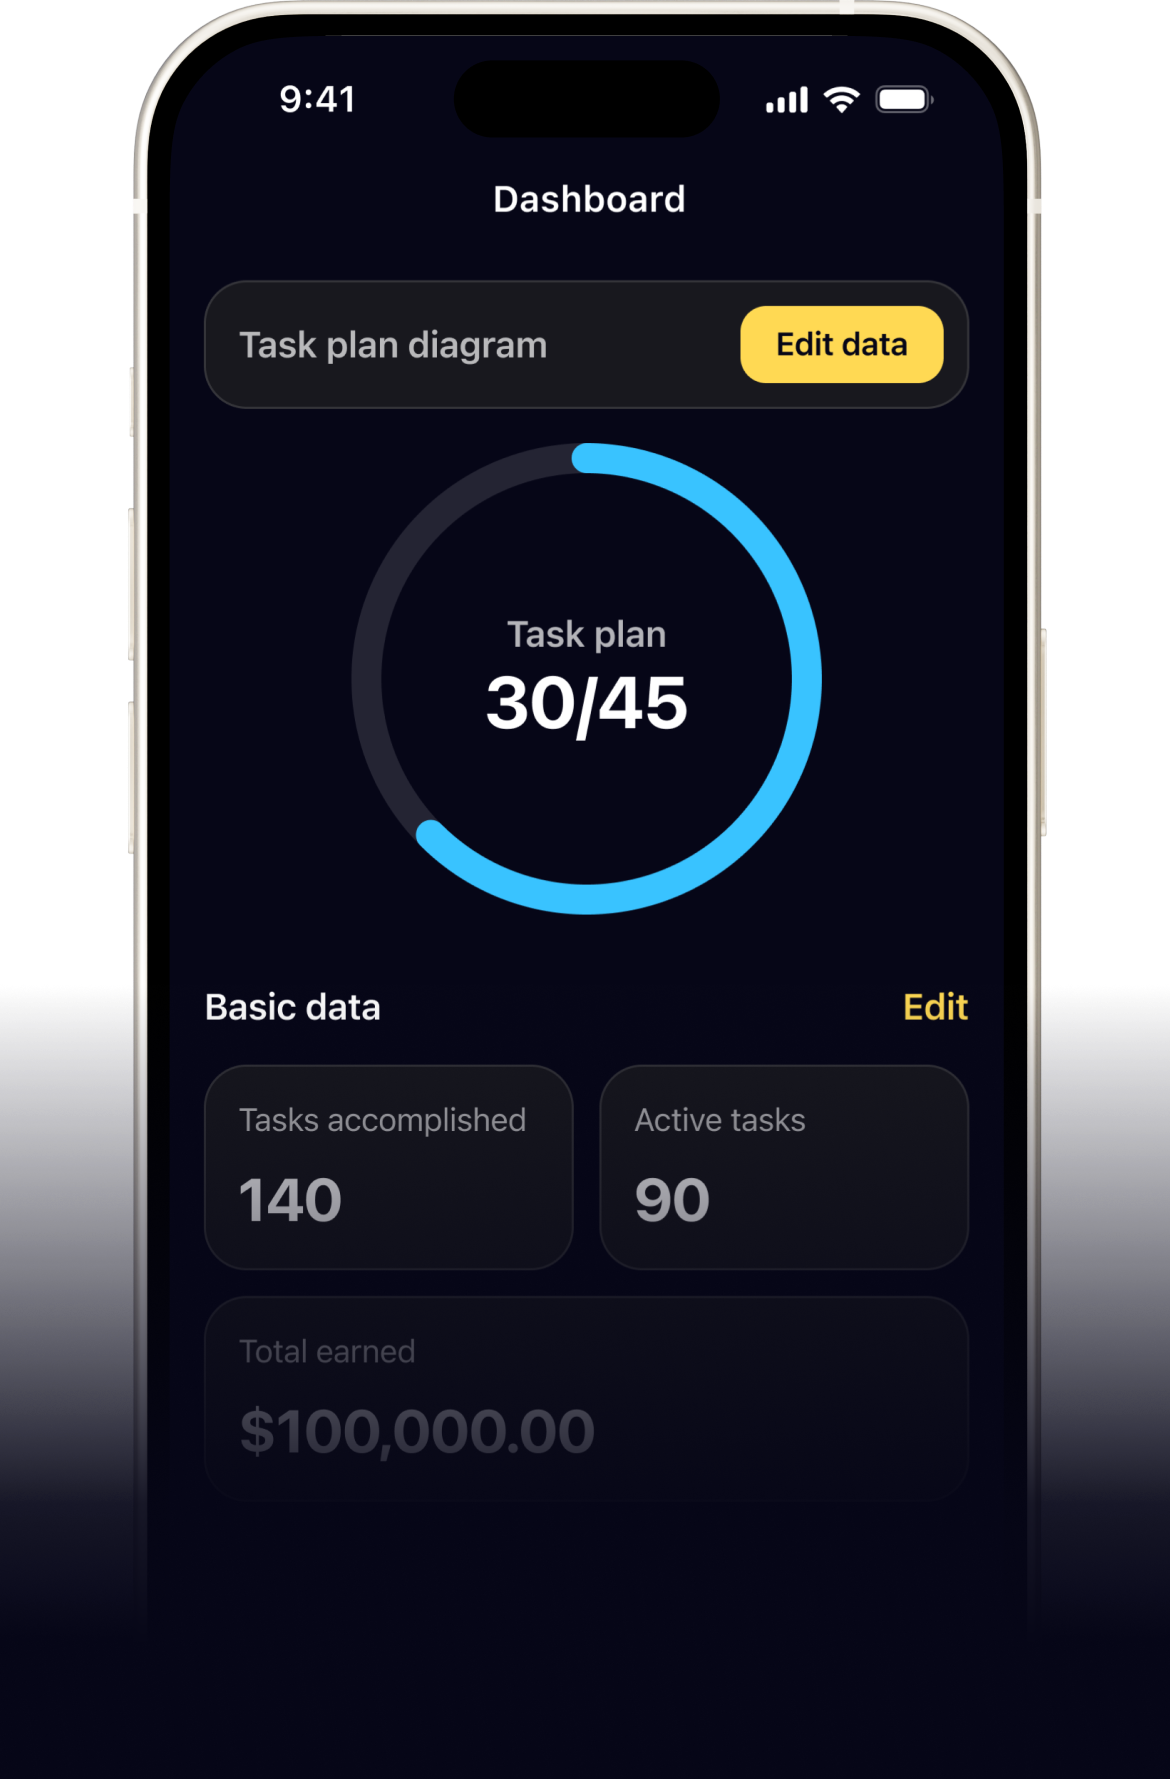 9:41
Dashboard
Task plan diagram
Edit data
Task plan
30/45
Basic data
Edit
Tasks accomplished
Active tasks
140
90
Total earned
$100,000.00